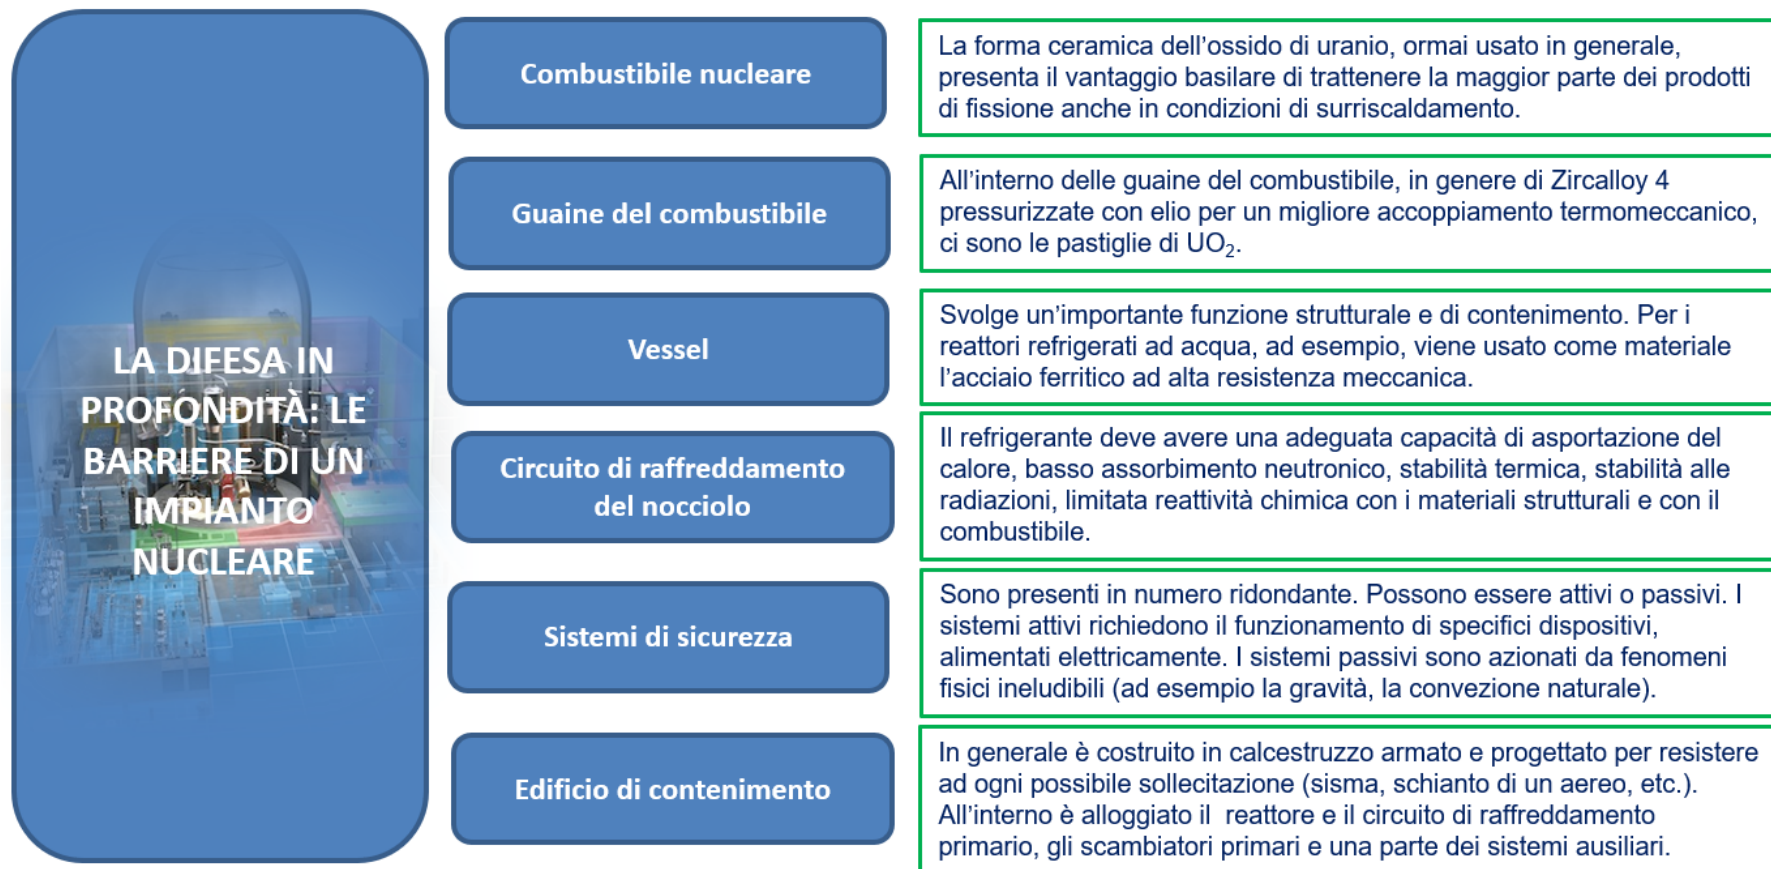 LA DIFESA IN
PROFONDITÀ: LE
BARRIERE DI UN
IMPIANTO
NUCLEARE
Combustibile nucleare
La forma ceramica dell'ossido di uranio, ormai usato in generale,
presenta il vantaggio basilare di trattenere la maggior parte dei prodotti
di fissione anche in condizioni di surriscaldamento.
Guaine del combustibile
All'interno delle guaine del combustibile, in genere di Zircalloy 4
pressurizzate con elio per un migliore accoppiamento termomeccanico,
ci sono le pastiglie di UO₂.
Vessel
Svolge un'importante funzione strutturale e di contenimento. Per i
reattori refrigerati ad acqua, ad esempio, viene usato come materiale
l'acciaio ferritico ad alta resistenza meccanica.
Circuito di raffreddamento
del nocciolo
Il refrigerante deve avere una adeguata capacità di asportazione del
calore, basso assorbimento neutronico, stabilità termica, stabilità alle
radiazioni, limitata reattività chimica con i materiali strutturali e con il
combustibile.
Sistemi di sicurezza
Sono presenti in numero ridondante. Possono essere attivi o passivi. I
sistemi attivi richiedono il funzionamento di specifici dispositivi,
alimentati elettricamente. I sistemi passivi sono azionati da fenomeni
fisici ineludibili (ad esempio la gravità, la convezione naturale).
Edificio di contenimento
In generale è costruito in calcestruzzo armato e progettato per resistere
ad ogni possibile sollecitazione (sisma, schianto di un aereo, etc.).
All'interno è alloggiato il reattore e il circuito di raffreddamento
primario, gli scambiatori primari e una parte dei sistemi ausiliari.